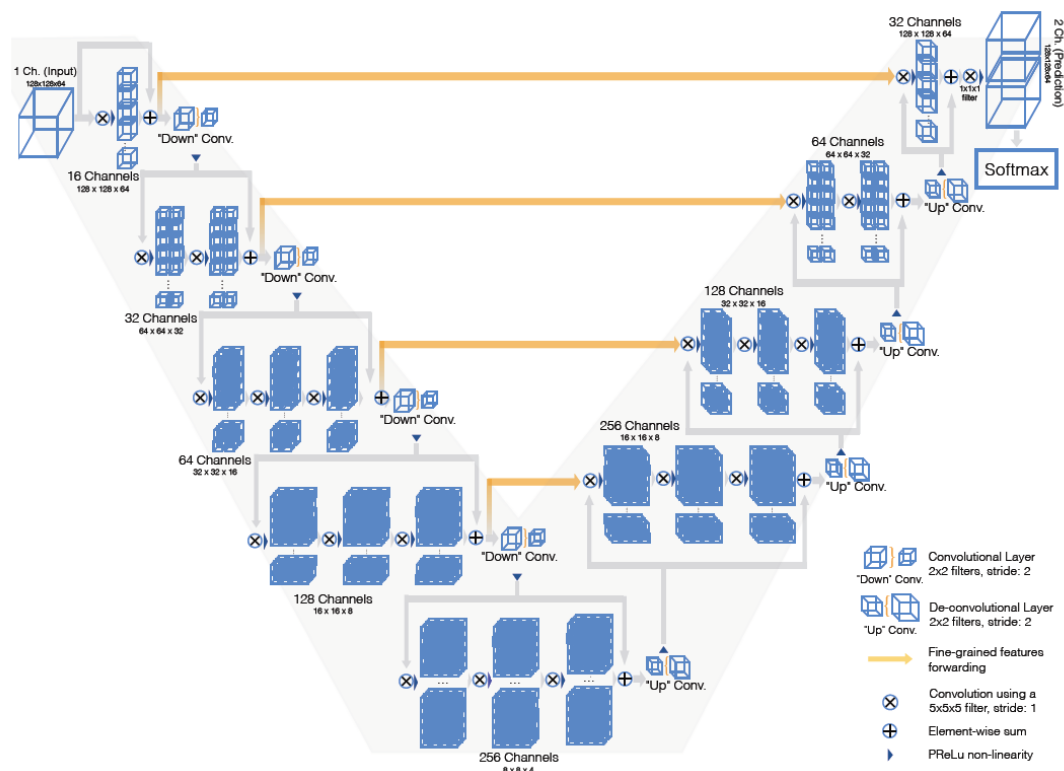 1 Ch. (Input)
128x128x64
"Down" Conv.
16 Channels
128 x 128 x 64
"Down" Conv.
32 Channels
64 x 64 x 32
"Down" Conv.
64 Channels
32 x 32 x 16
"Down" Conv.
128 Channels
16 x 16 x 8
...
...
...
256 Channels
8 x 8 x 4
"Up" Conv.
256 Channels
16 x 16 x 8
"Up" Conv.
128 Channels
32 x 32 x 16
"Up" Conv.
64 Channels
64 x 64 x 32
"Up" Conv.
32 Channels
128 x 128 x 64
1x1x1
filter
2 Ch. (Prediction)
128x128x64
Softmax
"Down" Conv.
Convolutional Layer
2x2 filters, stride: 2
"Up" Conv.
De-convolutional Layer
2x2 filters, stride: 2
Fine-grained features
forwarding
Convolution using a
5x5x5 filter, stride: 1
Element-wise sum
PReLu non-linearity